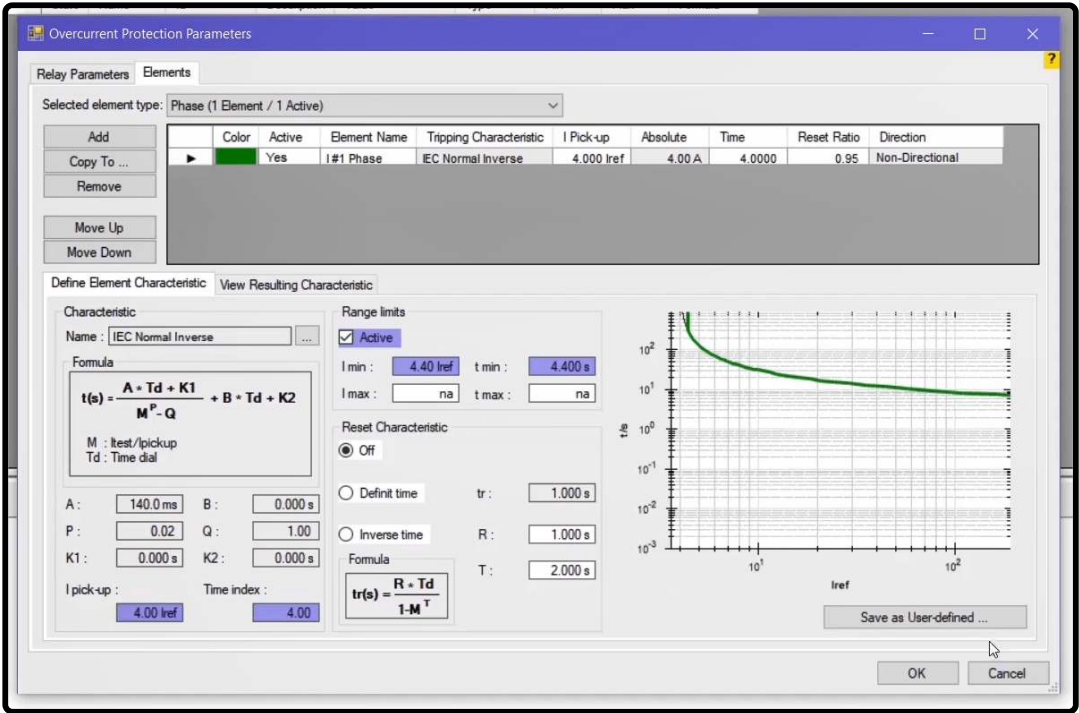 Overcurrent Protection Parameters
?
Relay Parameters Elements
Selected element type: Phase (1 Element / 1 Active)
Add
Copy To ...
Remove
Move Up
Move Down
Color Active Element Name Tripping Characteristic I Pick-up Absolute Time Reset Ratio Direction
Yes I #1 Phase IEC Normal Inverse 4.000 Iref 4.00 A 4.0000 0.95 Non-Directional
Define Element Characteristic View Resulting Characteristic
Characteristic
Name : IEC Normal Inverse ...
Formula
t(s) = A * Td + K1 / M^P - Q + B * Td + K2
M : Itest/Ipickup
Td : Time dial
A : 140.0 ms B : 0.000 s
P : 0.02 Q : 1.00
K1 : 0.000 s K2 : 0.000 s
I pick-up : Time index :
4.00 Iref 4.00
Range limits
Active
I min : 4.40 Iref t min : 4.400 s
I max : na t max : na
Reset Characteristic
Off
Definit time tr : 1.000 s
Inverse time R : 1.000 s
Formula
T : 2.000 s
tr(s) = R * Td / 1-M^T
t/s
10^2
10^1
10^0
10^-1
10^-2
10^-3
10^1 10^2
Iref
Save as User-defined ...
OK Cancel